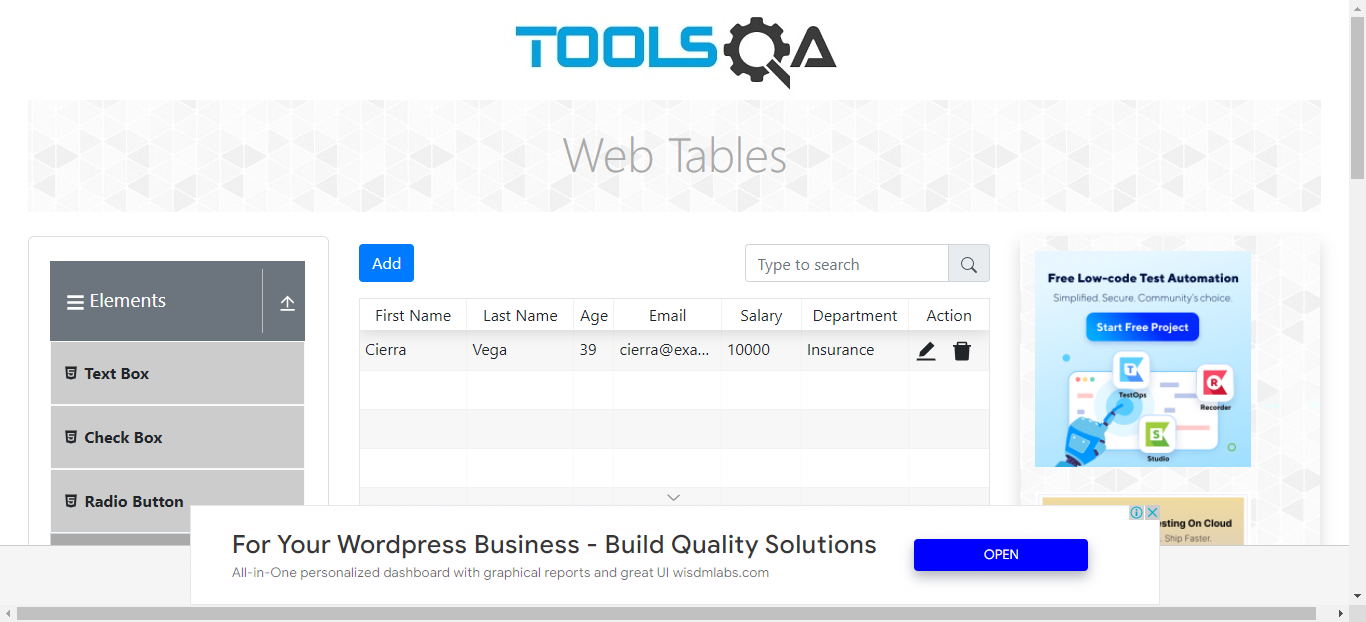 TOOLSQA
Web Tables
Elements
Text Box
Check Box
Radio Button
Add
Type to search
First Name Last Name Age Email Salary Department Action
Cierra Vega 39 cierra@exa... 10000 Insurance
Free Low-code Test Automation
Simplified. Secure. Community's choice.
Start Free Project
TestOps
Recorder
Studio
sting On Cloud
Ship Faster.
For Your Wordpress Business - Build Quality Solutions
All-in-One personalized dashboard with graphical reports and great UI wisdmlabs.com
OPEN